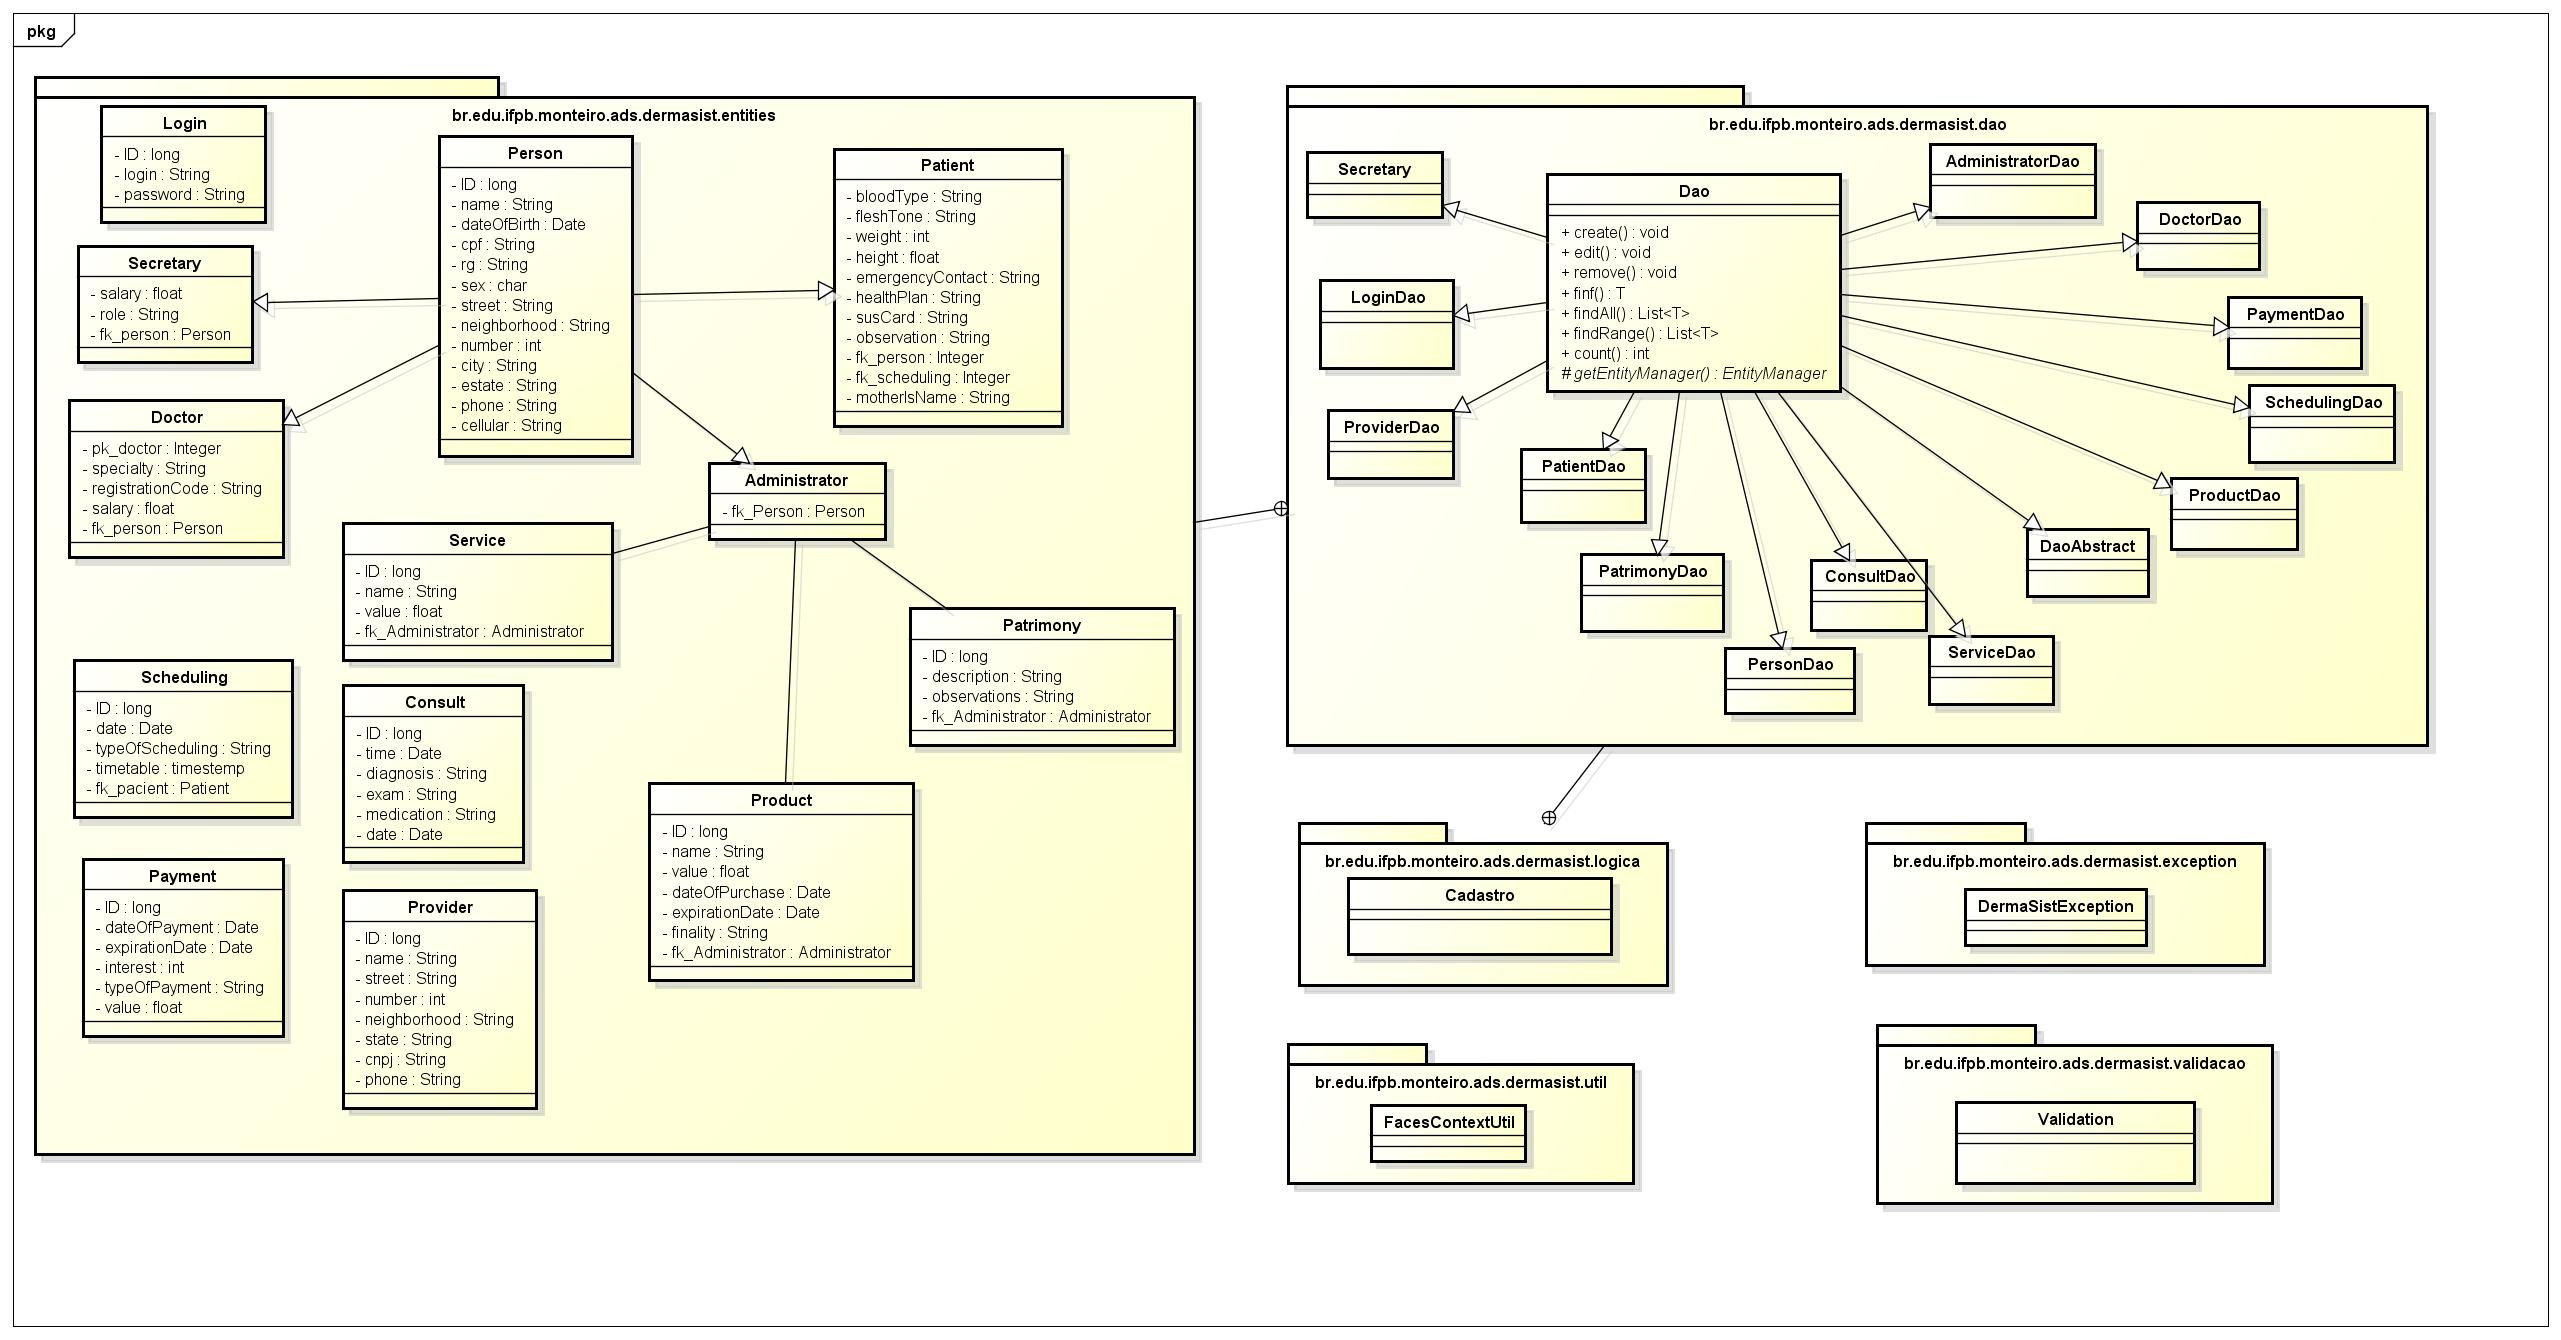 pkg
br.edu.ifpb.monteiro.ads.dermasist.entities
Login
- ID : long
- login : String
- password : String
Secretary
- salary : float
- role : String
- fk_person : Person
Doctor
- pk_doctor : Integer
- specialty : String
- registrationCode : String
- salary : float
- fk_person : Person
Person
- ID : long
- name : String
- dateOfBirth : Date
- cpf : String
- rg : String
- sex : char
- street : String
- neighborhood : String
- number : int
- city : String
- estate : String
- phone : String
- cellular : String
Patient
- bloodType : String
- fleshTone : String
- weight : int
- height : float
- emergencyContact : String
- healthPlan : String
- susCard : String
- observation : String
- fk_person : Integer
- fk_scheduling : Integer
- motherIsName : String
Administrator
- fk_Person : Person
Service
- ID : long
- name : String
- value : float
- fk_Administrator : Administrator
Patrimony
- ID : long
- description : String
- observations : String
- fk_Administrator : Administrator
Scheduling
- ID : long
- date : Date
- typeOfScheduling : String
- timetable : timestemp
- fk_pacient : Patient
Consult
- ID : long
- time : Date
- diagnosis : String
- exam : String
- medication : String
- date : Date
Product
- ID : long
- name : String
- value : float
- dateOfPurchase : Date
- expirationDate : Date
- finality : String
- fk_Administrator : Administrator
Payment
- ID : long
- dateOfPayment : Date
- expirationDate : Date
- interest : int
- typeOfPayment : String
- value : float
Provider
- ID : long
- name : String
- street : String
- number : int
- neighborhood : String
- state : String
- cnpj : String
- phone : String
br.edu.ifpb.monteiro.ads.dermasist.dao
Secretary
Dao
+ create() : void
+ edit() : void
+ remove() : void
+ finf() : T
+ findAll() : List<T>
+ findRange() : List<T>
+ count() : int
# getEntityManager() : EntityManager
AdministratorDao
DoctorDao
LoginDao
PaymentDao
ProviderDao
SchedulingDao
PatientDao
ProductDao
PatrimonyDao
ConsultDao
DaoAbstract
PersonDao
ServiceDao
br.edu.ifpb.monteiro.ads.dermasist.logica
Cadastro
br.edu.ifpb.monteiro.ads.dermasist.exception
DermaSistException
br.edu.ifpb.monteiro.ads.dermasist.util
FacesContextUtil
br.edu.ifpb.monteiro.ads.dermasist.validacao
Validation